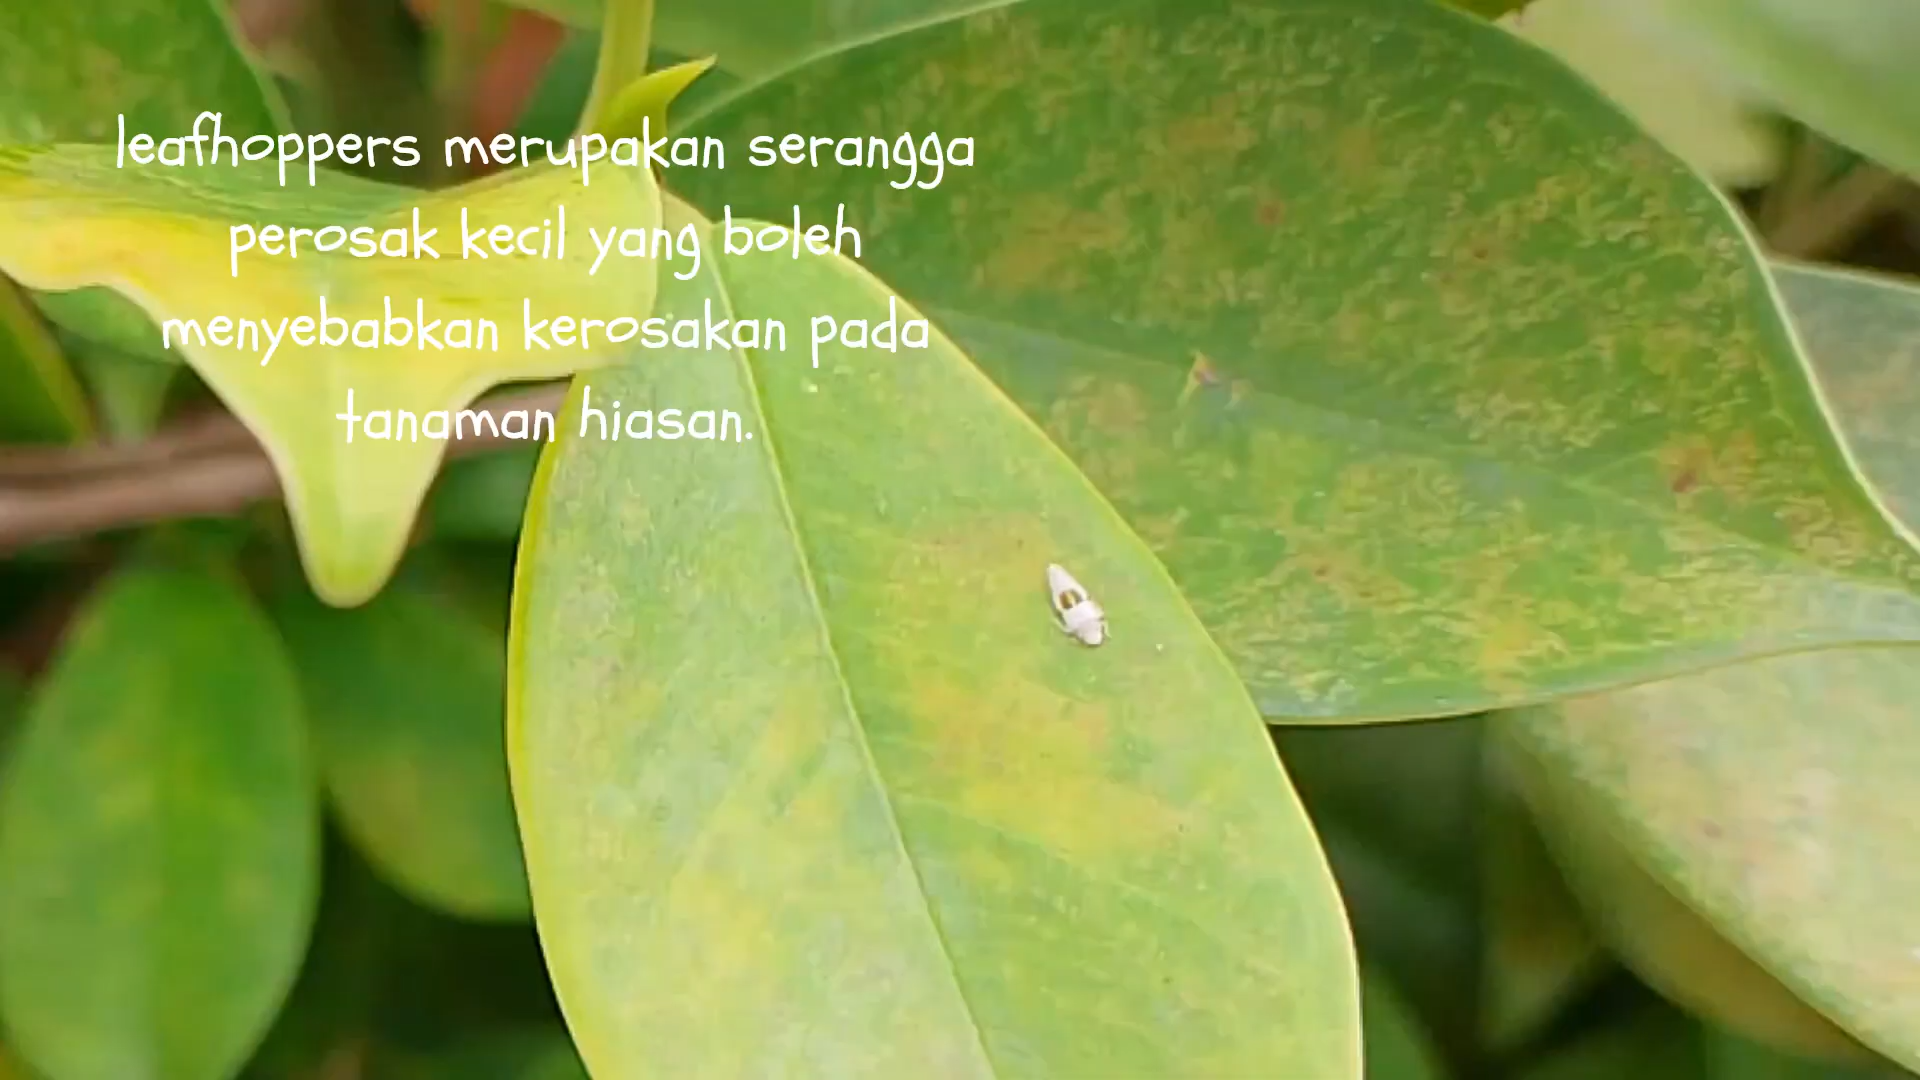 leafhoppers merupakan serangga
perosak kecil yang boleh
menyebabkan kerosakan pada
tanaman hiasan.